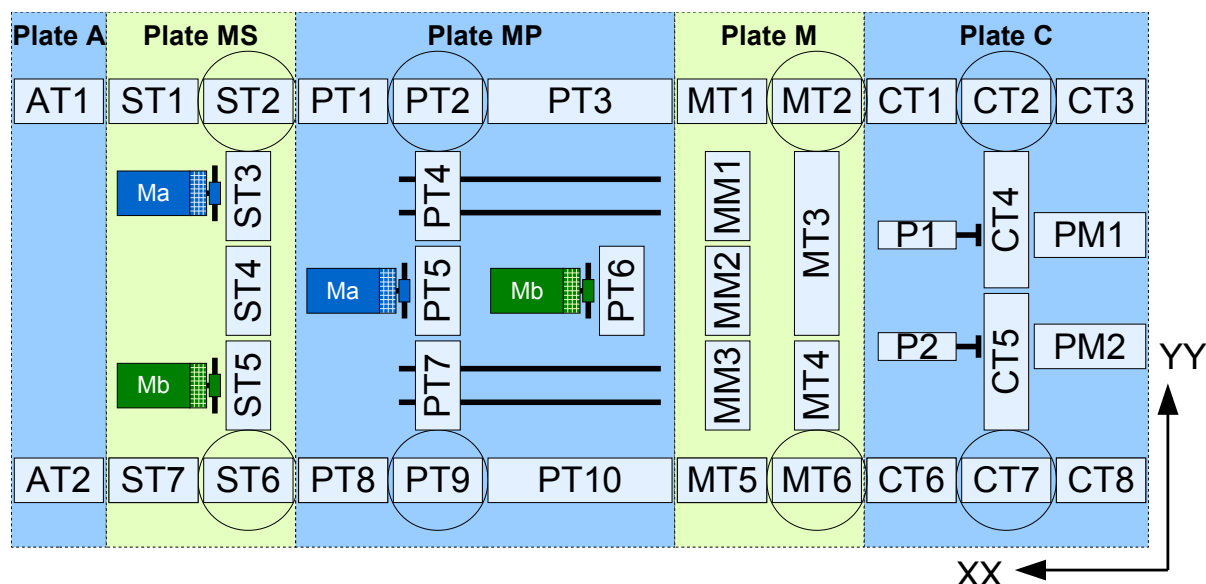 Plate A Plate MS Plate MP Plate M Plate C
AT1 ST1 ST2 PT1 PT2 PT3 MT1 MT2 CT1 CT2 CT3
Ma ST3 PT4 MM1 MT3 P1 CT4 PM1
ST4 Ma PT5 Mb PT6 MM2
Mb ST5 PT7 MM3 MT4 P2 CT5 PM2
YY
AT2 ST7 ST6 PT8 PT9 PT10 MT5 MT6 CT6 CT7 CT8
XX